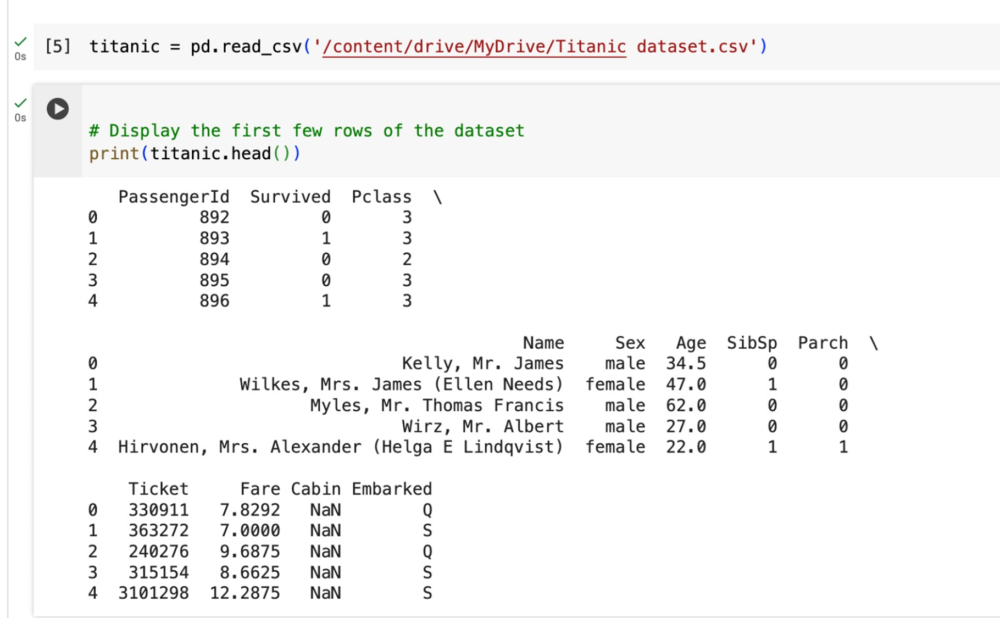 [5] titanic = pd.read_csv('/content/drive/MyDrive/Titanic dataset.csv')
0s
0s
# Display the first few rows of the dataset
print(titanic.head())
PassengerId Survived Pclass \
0 892 0 3
1 893 1 3
2 894 0 2
3 895 0 3
4 896 1 3
Name Sex Age SibSp Parch \
0 Kelly, Mr. James male 34.5 0 0
1 Wilkes, Mrs. James (Ellen Needs) female 47.0 1 0
2 Myles, Mr. Thomas Francis male 62.0 0 0
3 Wirz, Mr. Albert male 27.0 0 0
4 Hirvonen, Mrs. Alexander (Helga E Lindqvist) female 22.0 1 1
Ticket Fare Cabin Embarked
0 330911 7.8292 NaN Q
1 363272 7.0000 NaN S
2 240276 9.6875 NaN Q
3 315154 8.6625 NaN S
4 3101298 12.2875 NaN S